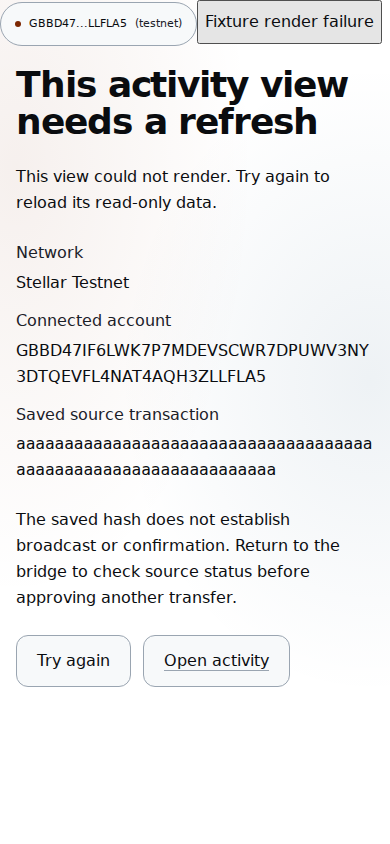 GBBD47...LLFLA5 (testnet)
Fixture render failure
This activity view
needs a refresh
This view could not render. Try again to
reload its read-only data.
Network
Stellar Testnet
Connected account
GBBD47IF6LWK7P7MDEVSCWR7DPUWV3NY
3DTQEVFL4NAT4AQH3ZLLFLA5
Saved source transaction
aaaaaaaaaaaaaaaaaaaaaaaaaaaaaaaaaaaaa
aaaaaaaaaaaaaaaaaaaaaaaaaaa
The saved hash does not establish
broadcast or confirmation. Return to the
bridge to check source status before
approving another transfer.
Try again
Open activity